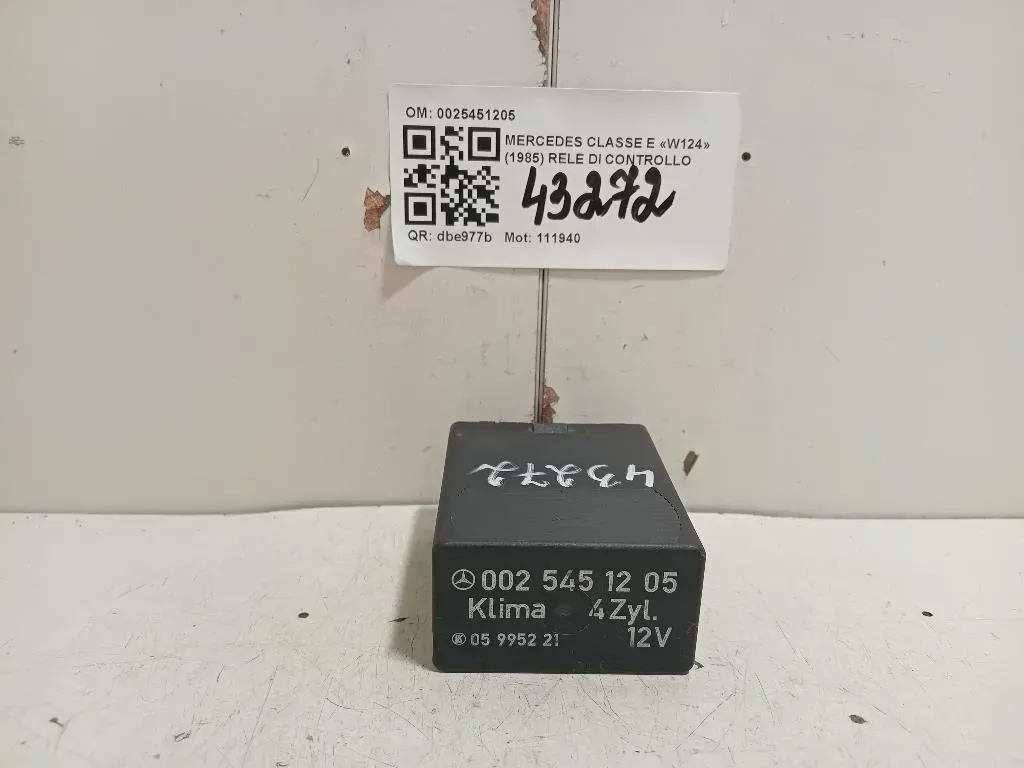 OM: 0025451205
MERCEDES CLASSE E «W124»
(1985) RELE DI CONTROLLO
43272
QR: dbe977b Mot: 111940
43272
002 545 12 05
Klima 4Zyl.
05 9952 21 12V